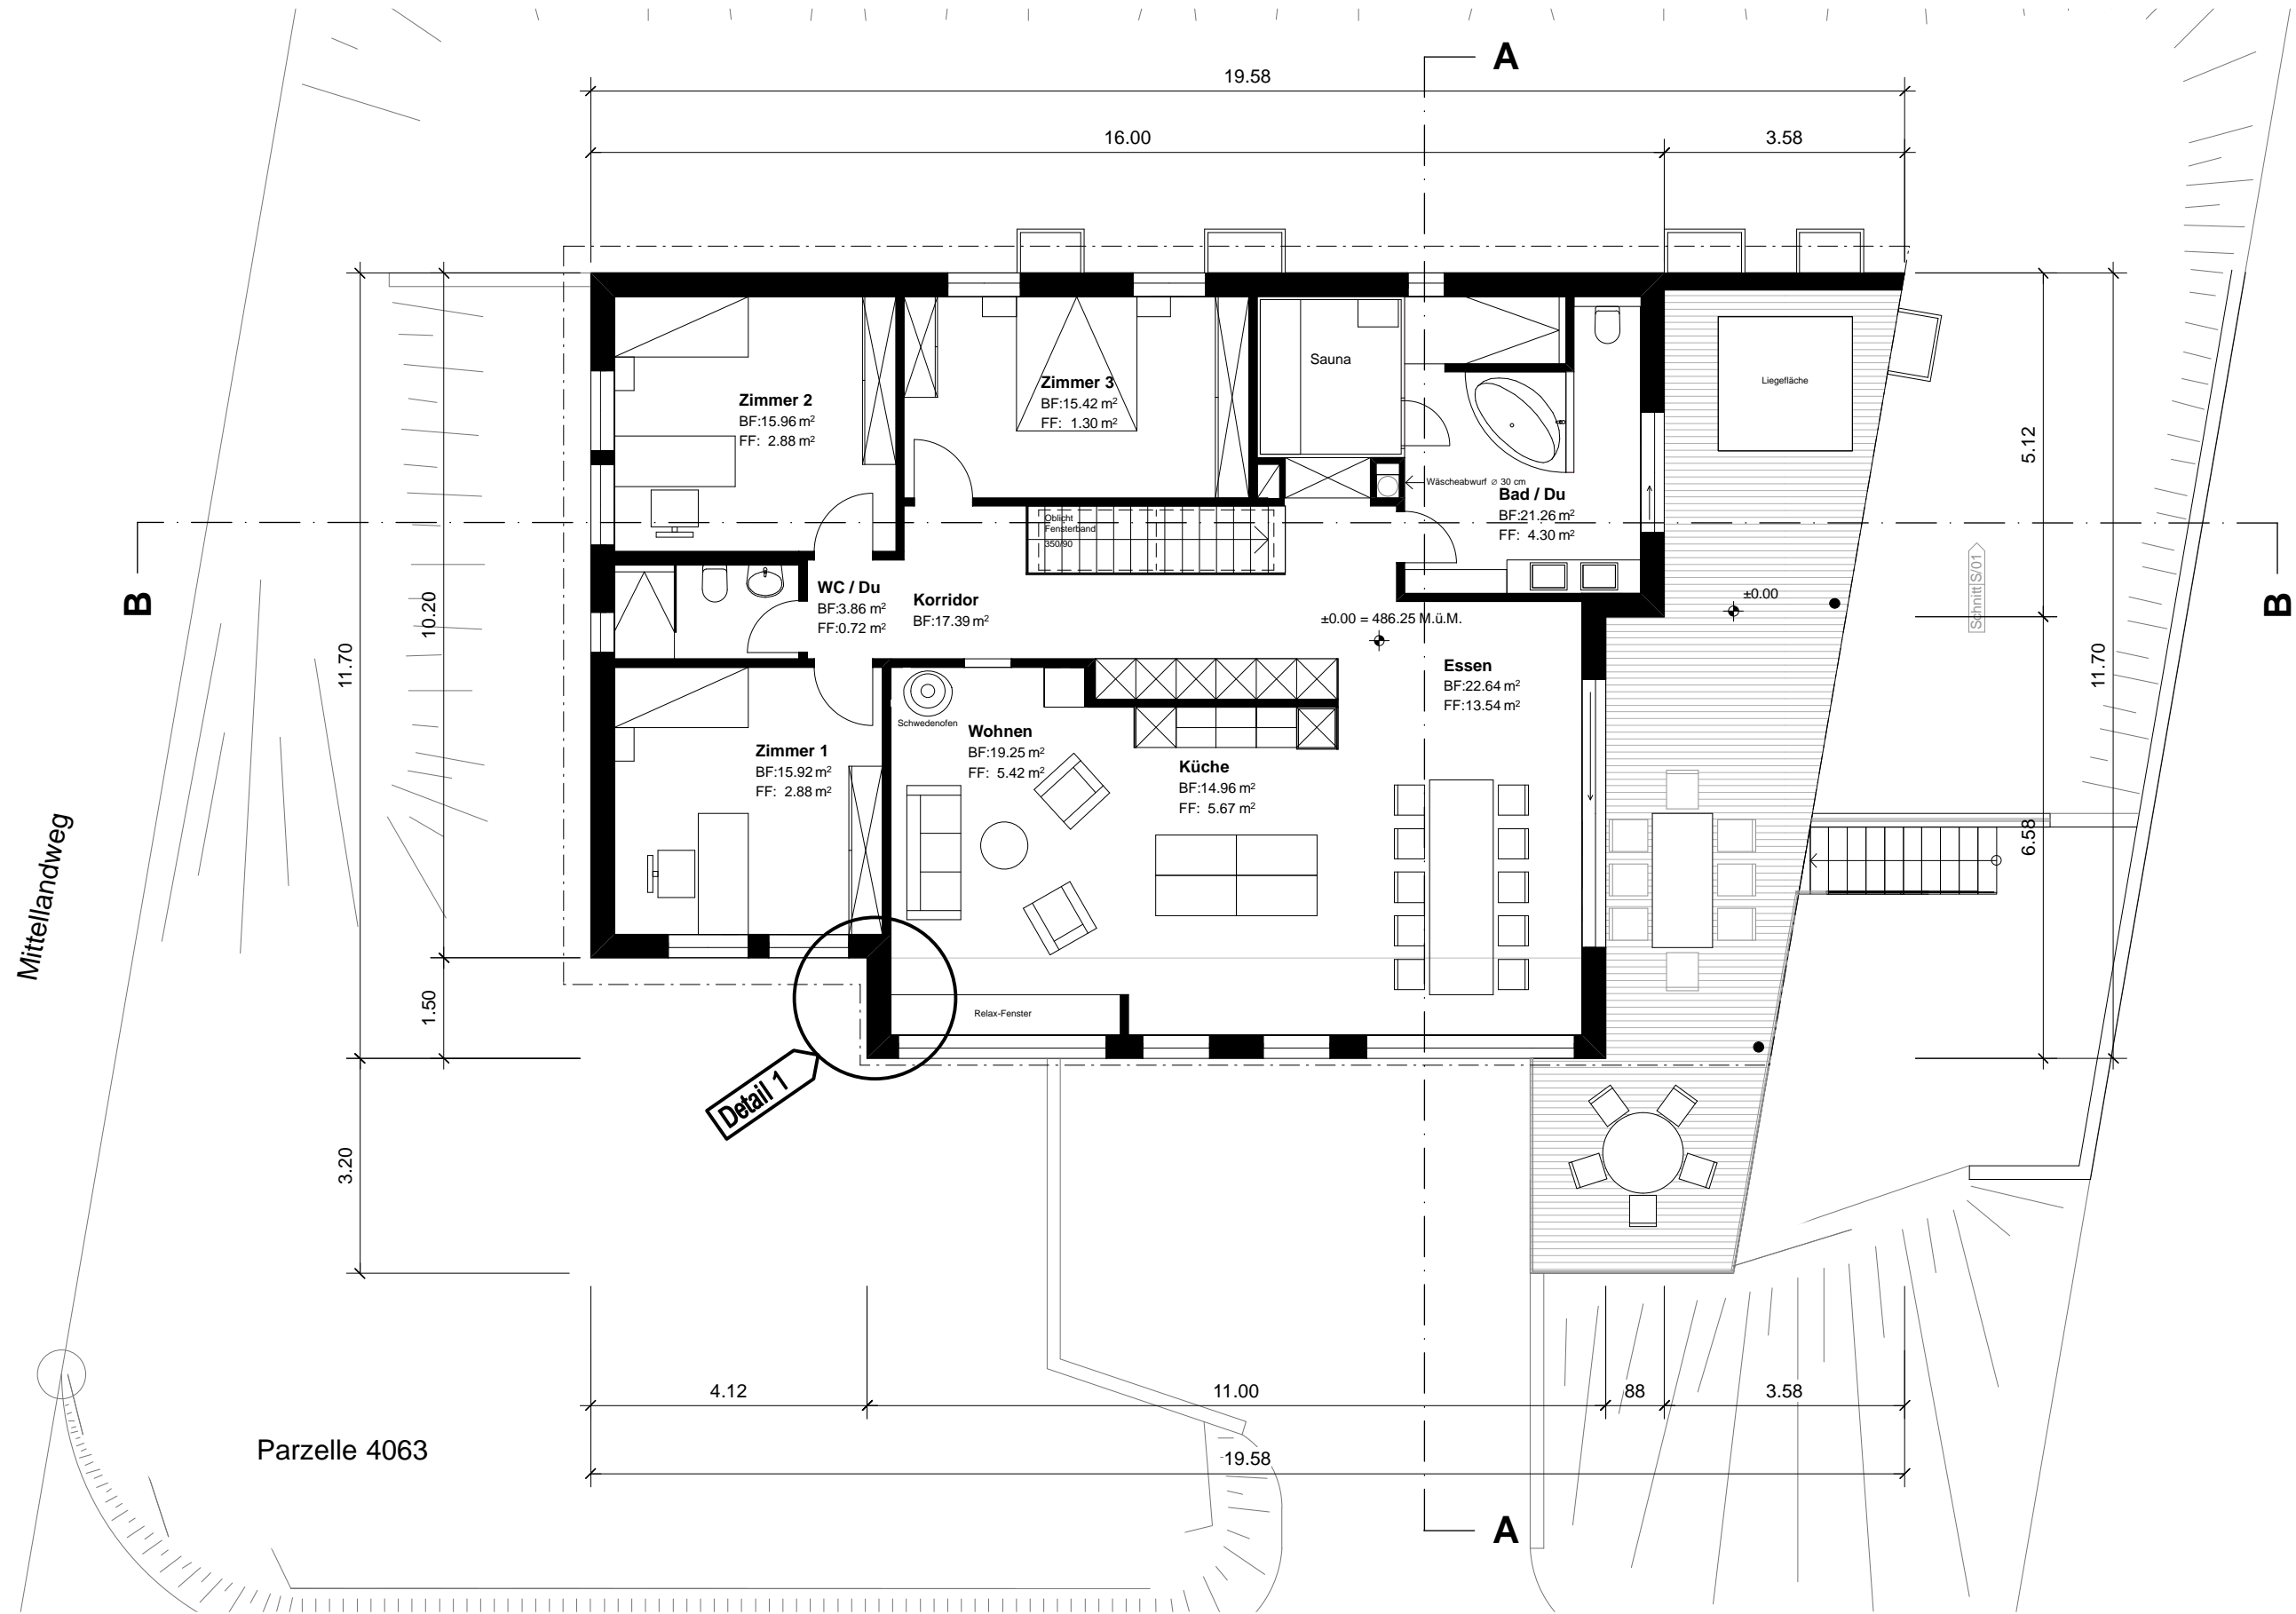 A
19.58
16.00
3.58
Sauna
Liegefläche
Zimmer 3
BF:15.42 m²
FF: 1.30 m²
Zimmer 2
BF:15.96 m²
FF: 2.88 m²
5.12
Wäscheabwurf ⌀ 30 cm
Bad / Du
BF:21.26 m²
FF: 4.30 m²
Oblicht
Fensterband
350/90
B
WC / Du
BF:3.86 m²
FF:0.72 m²
Korridor
BF:17.39 m²
±0.00 = 486.25 M.ü.M.
±0.00
Schnitt S/01
B
11.70
10.20
11.70
Essen
BF:22.64 m²
FF:13.54 m²
Schwedenofen
Wohnen
BF:19.25 m²
FF: 5.42 m²
Zimmer 1
BF:15.92 m²
FF: 2.88 m²
Küche
BF:14.96 m²
FF: 5.67 m²
6.58
Mittellandweg
1.50
Relax-Fenster
Detail 1
3.20
4.12
11.00
88
3.58
Parzelle 4063
19.58
A